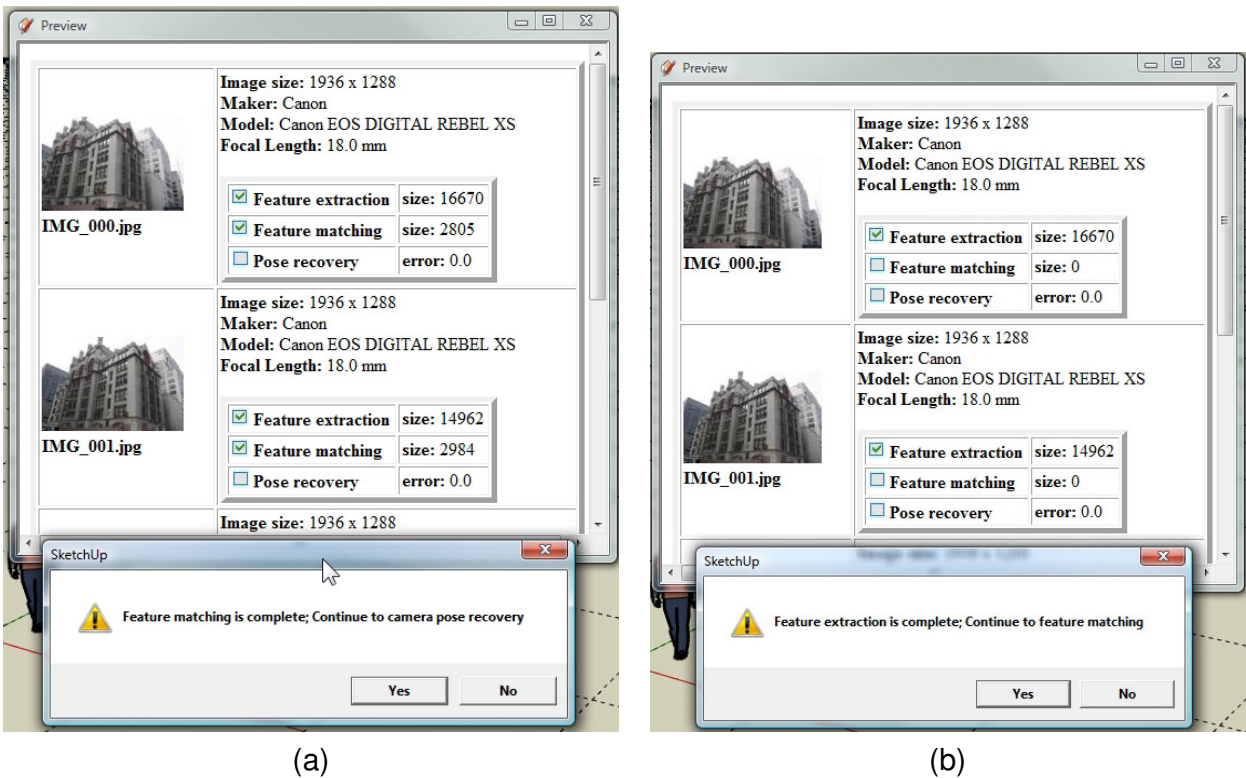 Preview
Image size: 1936 x 1288
Maker: Canon
Model: Canon EOS DIGITAL REBEL XS
Focal Length: 18.0 mm
Feature extraction size: 16670
Feature matching size: 2805
Pose recovery error: 0.0
IMG_000.jpg
Image size: 1936 x 1288
Maker: Canon
Model: Canon EOS DIGITAL REBEL XS
Focal Length: 18.0 mm
Feature extraction size: 14962
Feature matching size: 2984
Pose recovery error: 0.0
IMG_001.jpg
Image size: 1936 x 1288
SketchUp
Feature matching is complete; Continue to camera pose recovery
Yes No
(a)
Preview
Image size: 1936 x 1288
Maker: Canon
Model: Canon EOS DIGITAL REBEL XS
Focal Length: 18.0 mm
Feature extraction size: 16670
Feature matching size: 0
Pose recovery error: 0.0
IMG_000.jpg
Image size: 1936 x 1288
Maker: Canon
Model: Canon EOS DIGITAL REBEL XS
Focal Length: 18.0 mm
Feature extraction size: 14962
Feature matching size: 0
Pose recovery error: 0.0
IMG_001.jpg
SketchUp
Feature extraction is complete; Continue to feature matching
Yes No
(b)